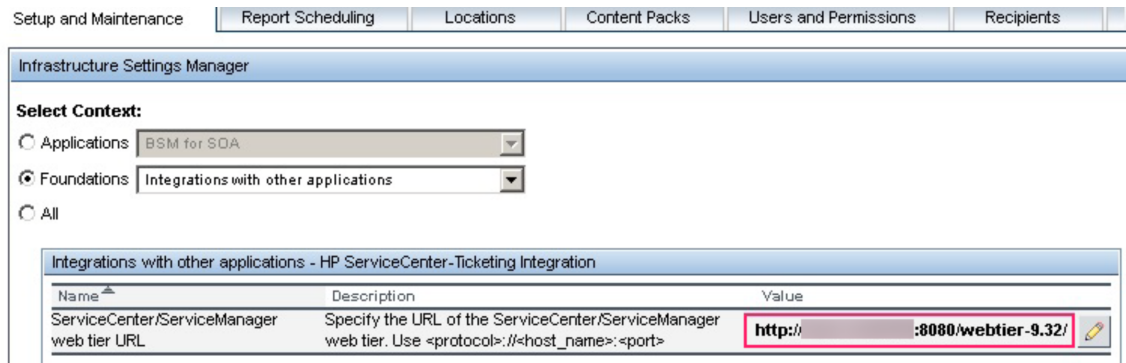 Setup and Maintenance Report Scheduling Locations Content Packs Users and Permissions Recipients
Infrastructure Settings Manager
Select Context:
Applications BSM for SOA
Foundations Integrations with other applications
All
Integrations with other applications - HP ServiceCenter-Ticketing Integration
Name Description Value
ServiceCenter/ServiceManager Specify the URL of the ServiceCenter/ServiceManager
web tier URL web tier. Use <protocol>://<host_name>:<port> http:// :8080/webtier-9.32/